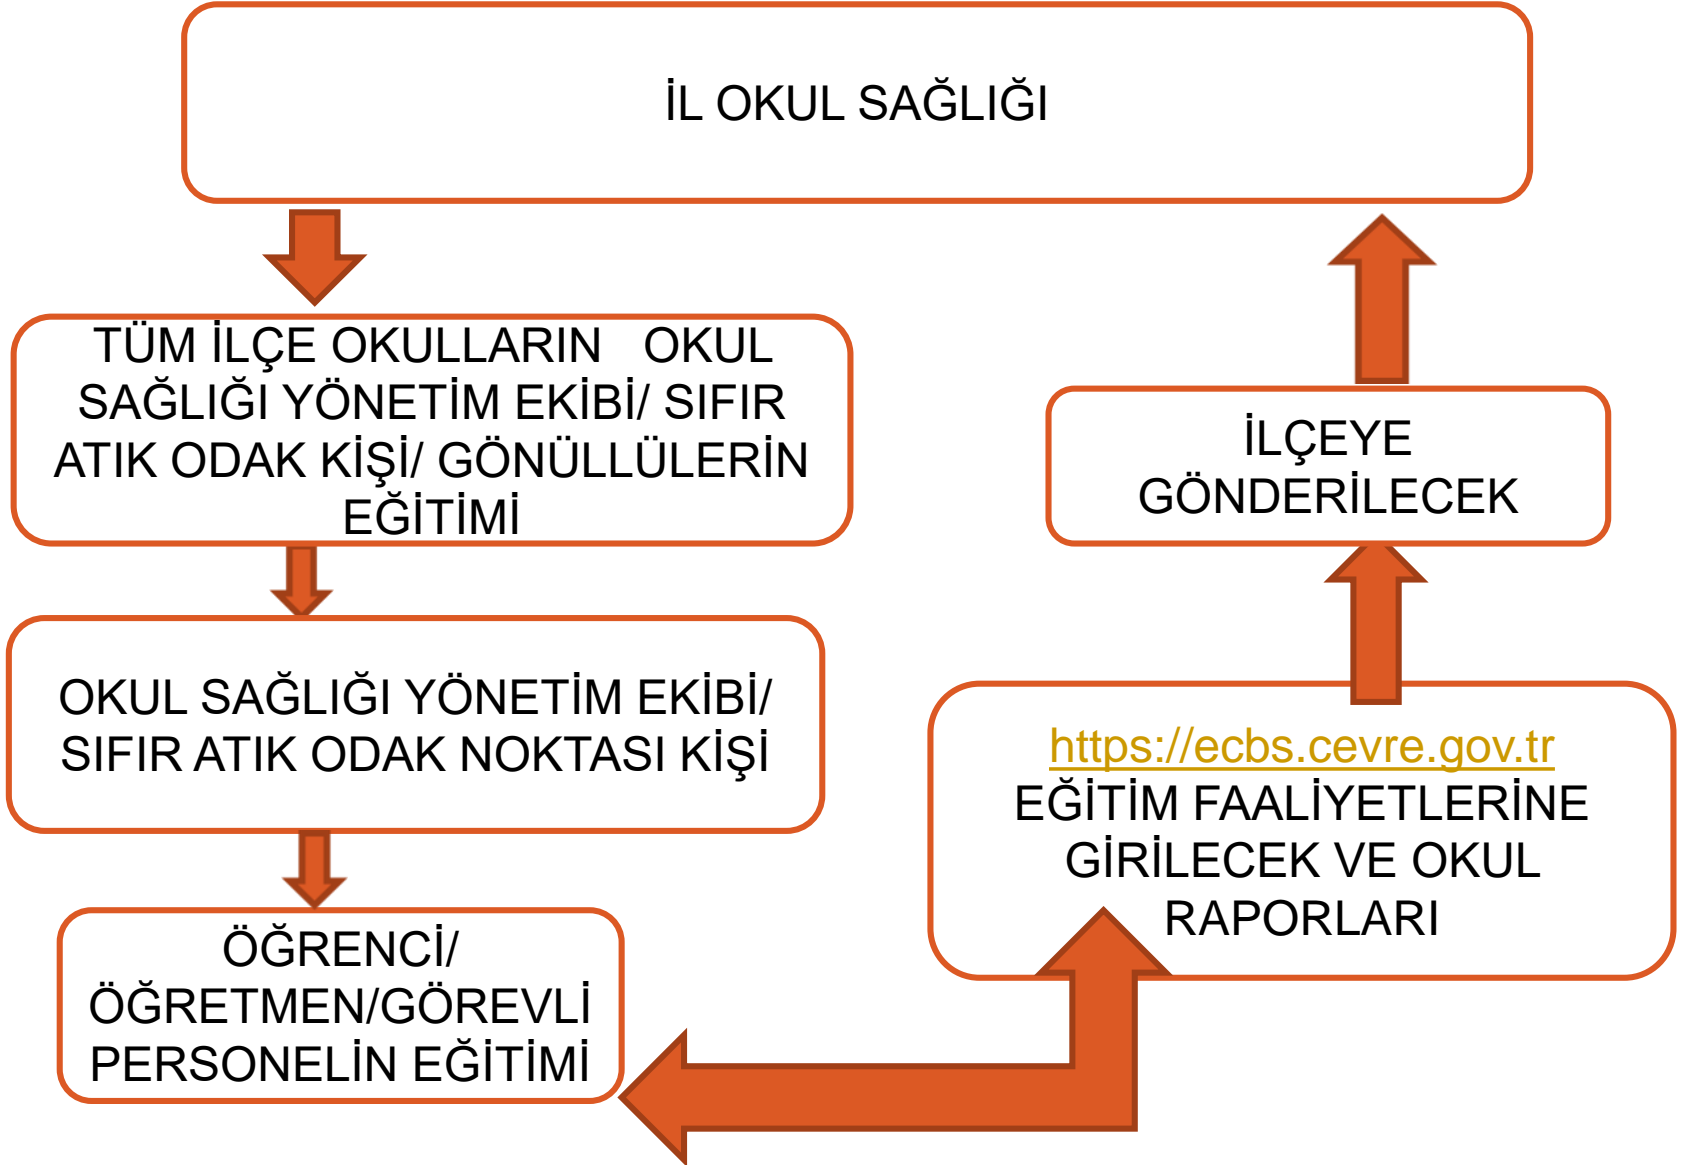 İL OKUL SAĞLIĞI
TÜM İLÇE OKULLARIN OKUL
SAĞLIĞI YÖNETİM EKİBİ/ SIFIR
ATIK ODAK KİŞİ/ GÖNÜLLÜLERİN
EĞİTİMİ
OKUL SAĞLIĞI YÖNETİM EKİBİ/
SIFIR ATIK ODAK NOKTASI KİŞİ
ÖĞRENCİ/
ÖĞRETMEN/GÖREVLİ
PERSONELİN EĞİTİMİ
https://ecbs.cevre.gov.tr
EĞİTİM FAALİYETLERİNE
GİRİLECEK VE OKUL
RAPORLARI
İLÇEYE
GÖNDERİLECEK